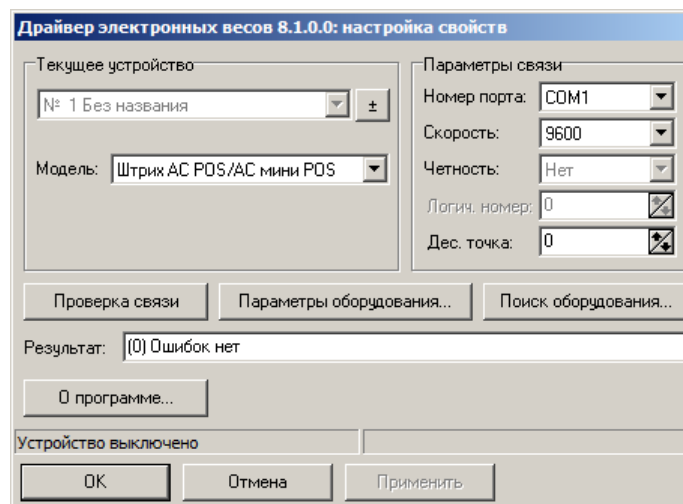 Драйвер электронных весов 8.1.0.0: настройка свойств
Текущее устройство
№ 1 Без названия
±
Модель: Штрих АС POS/АС мини POS
Параметры связи
Номер порта: COM1
Скорость: 9600
Четность: Нет
Логич. номер: 0
Дес. точка: 0
Проверка связи
Параметры оборудования...
Поиск оборудования...
Результат: (0) Ошибок нет
О программе...
Устройство выключено
OK
Отмена
Применить